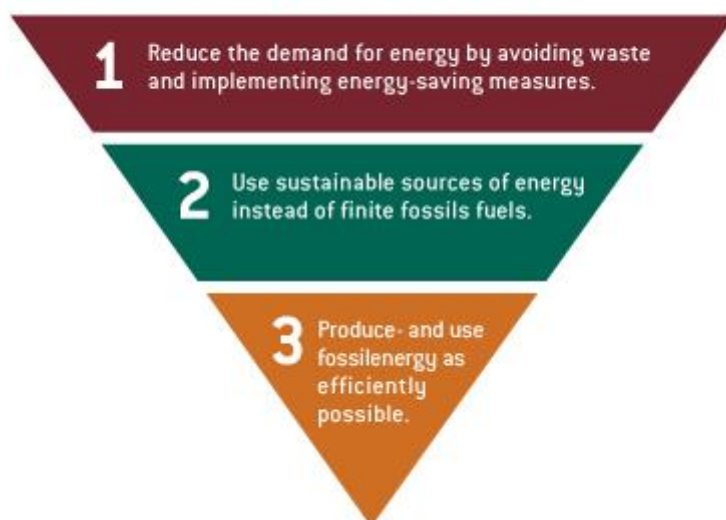 1 Reduce the demand for energy by avoiding waste
and implementing energy-saving measures.
2 Use sustainable sources of energy
instead of finite fossils fuels.
3 Produce- and use
fossilenergy as
efficiently
possible.